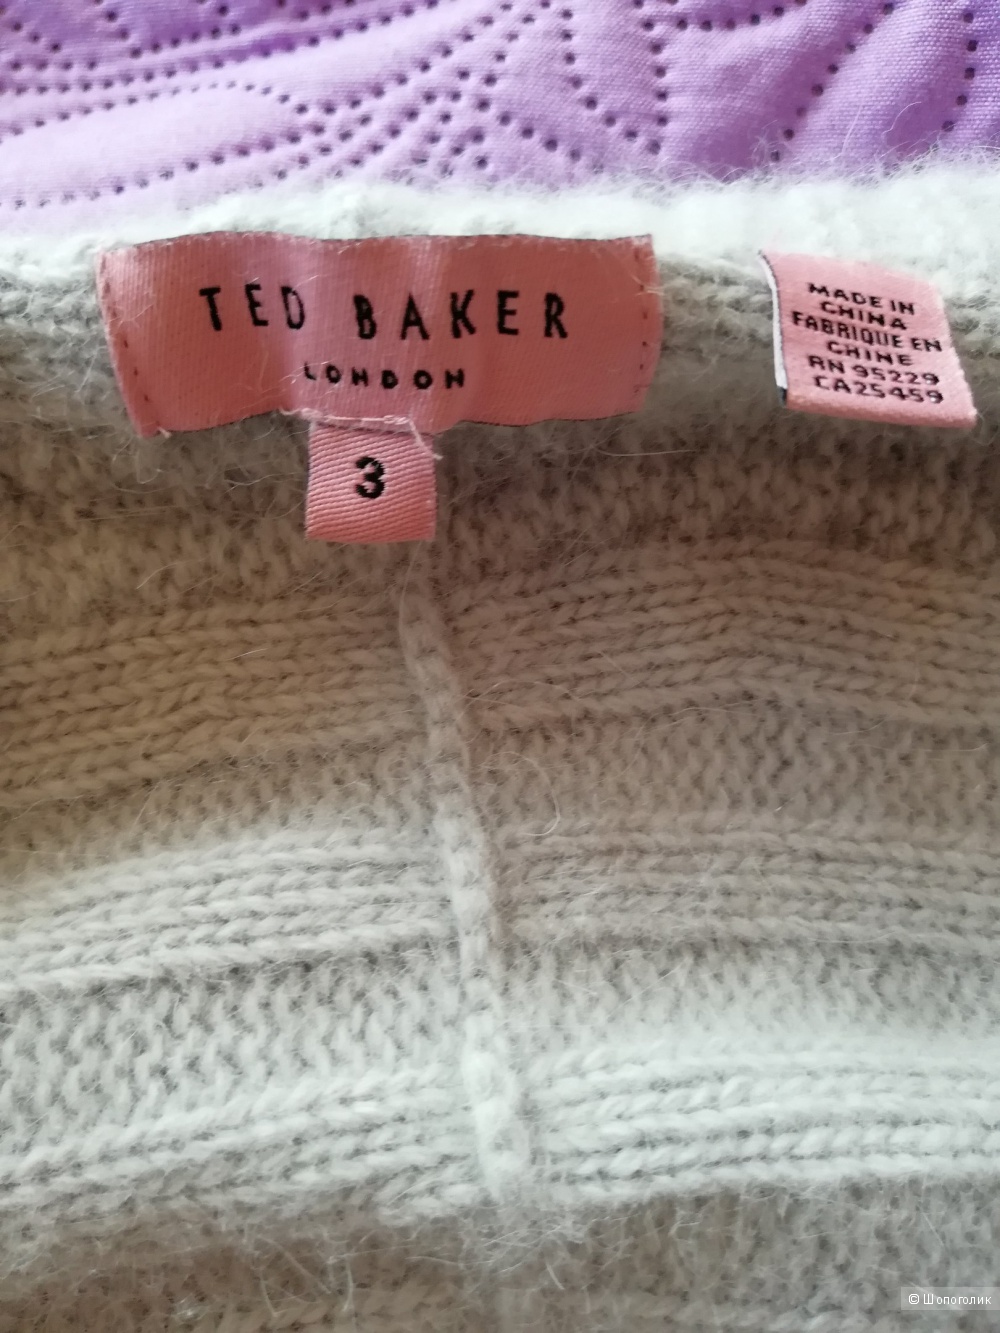 TED BAKER
LONDON
3
MADE IN
CHINA
FABRIQUE EN
CHINE
RN 95229
CA25459
© Шопоголик